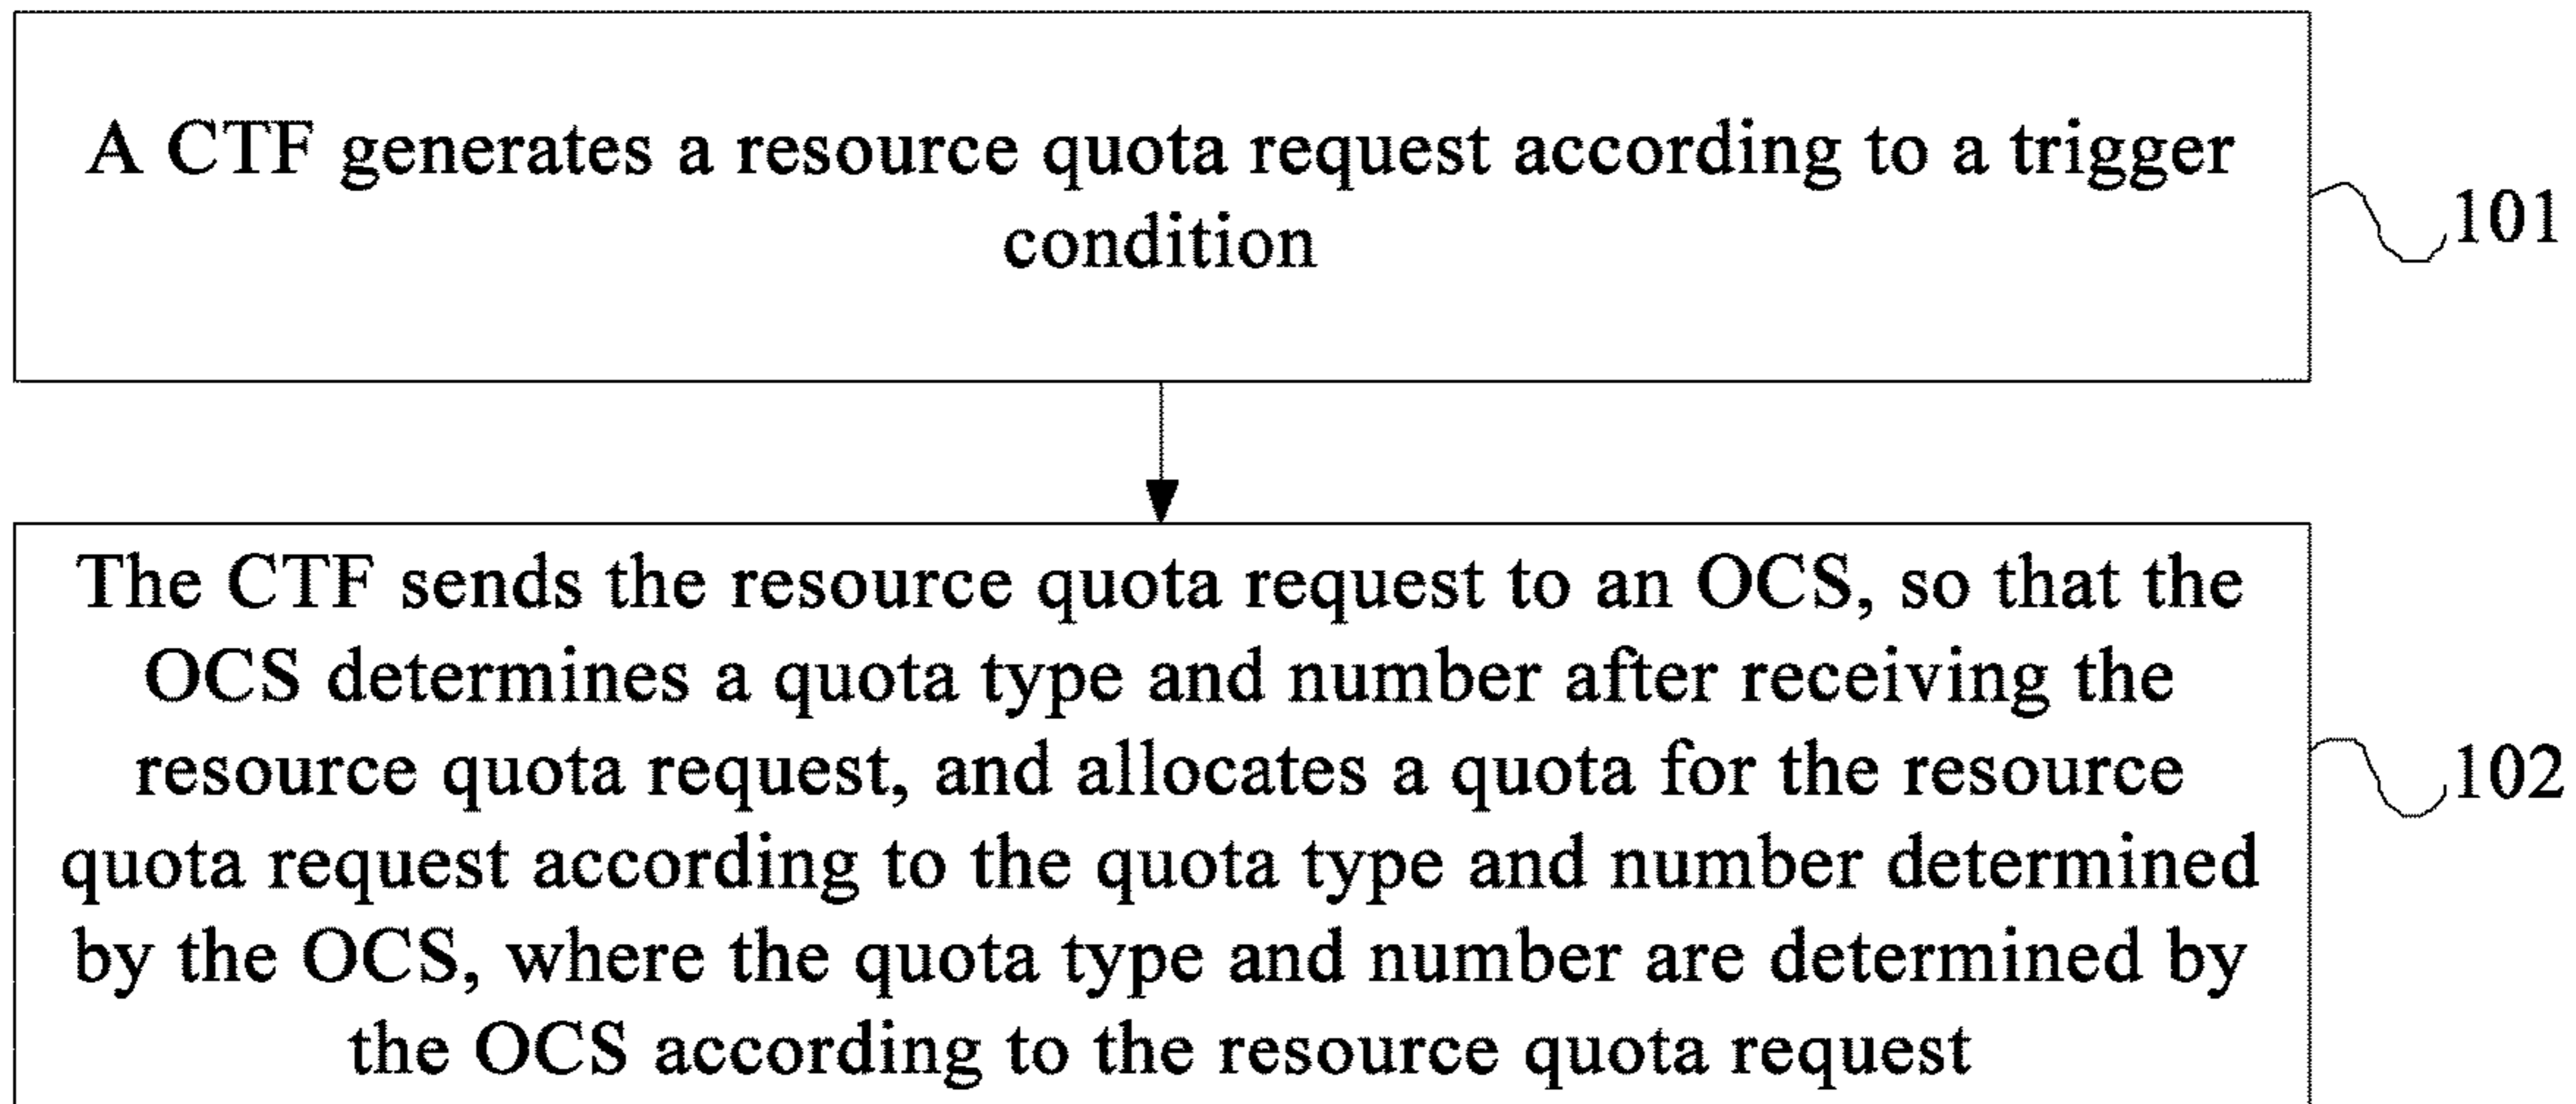 A CTF generates a resource quota request according to a trigger
condition
101
The CTF sends the resource quota request to an OCS, so that the
OCS determines a quota type and number after receiving the
resource quota request, and allocates a quota for the resource
quota request according to the quota type and number determined
by the OCS, where the quota type and number are determined by
the OCS according to the resource quota request
102